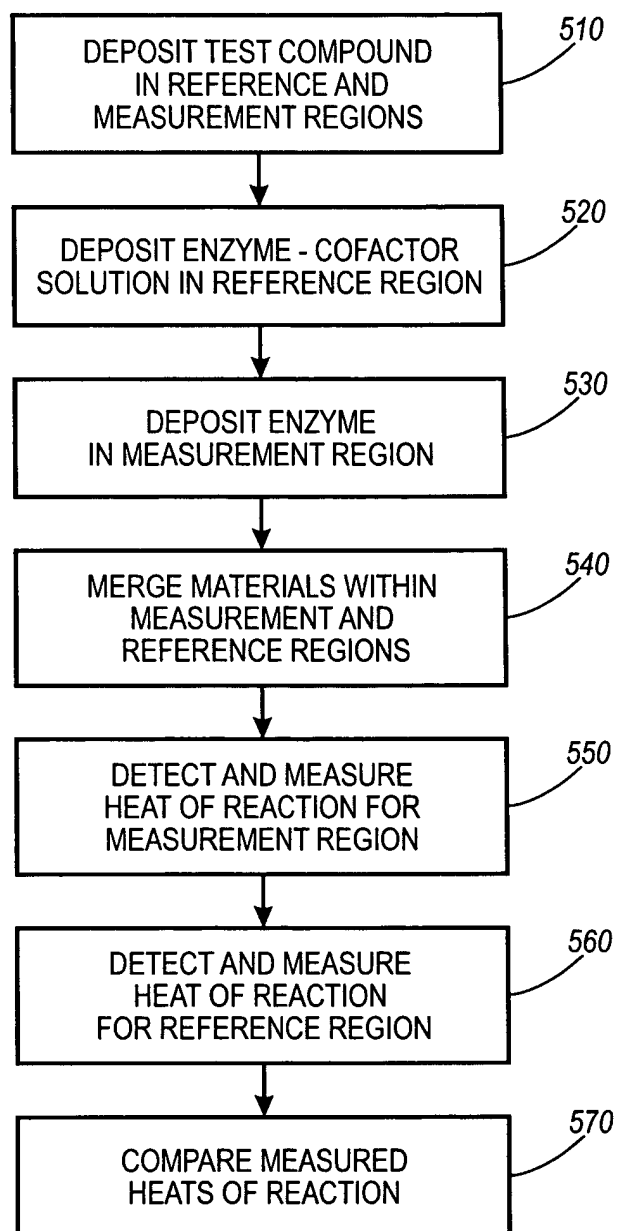 510
DEPOSIT TEST COMPOUND
IN REFERENCE AND
MEASUREMENT REGIONS
520
DEPOSIT ENZYME - COFACTOR
SOLUTION IN REFERENCE REGION
530
DEPOSIT ENZYME
IN MEASUREMENT REGION
540
MERGE MATERIALS WITHIN
MEASUREMENT AND
REFERENCE REGIONS
550
DETECT AND MEASURE
HEAT OF REACTION FOR
MEASUREMENT REGION
560
DETECT AND MEASURE
HEAT OF REACTION
FOR REFERENCE REGION
570
COMPARE MEASURED
HEATS OF REACTION